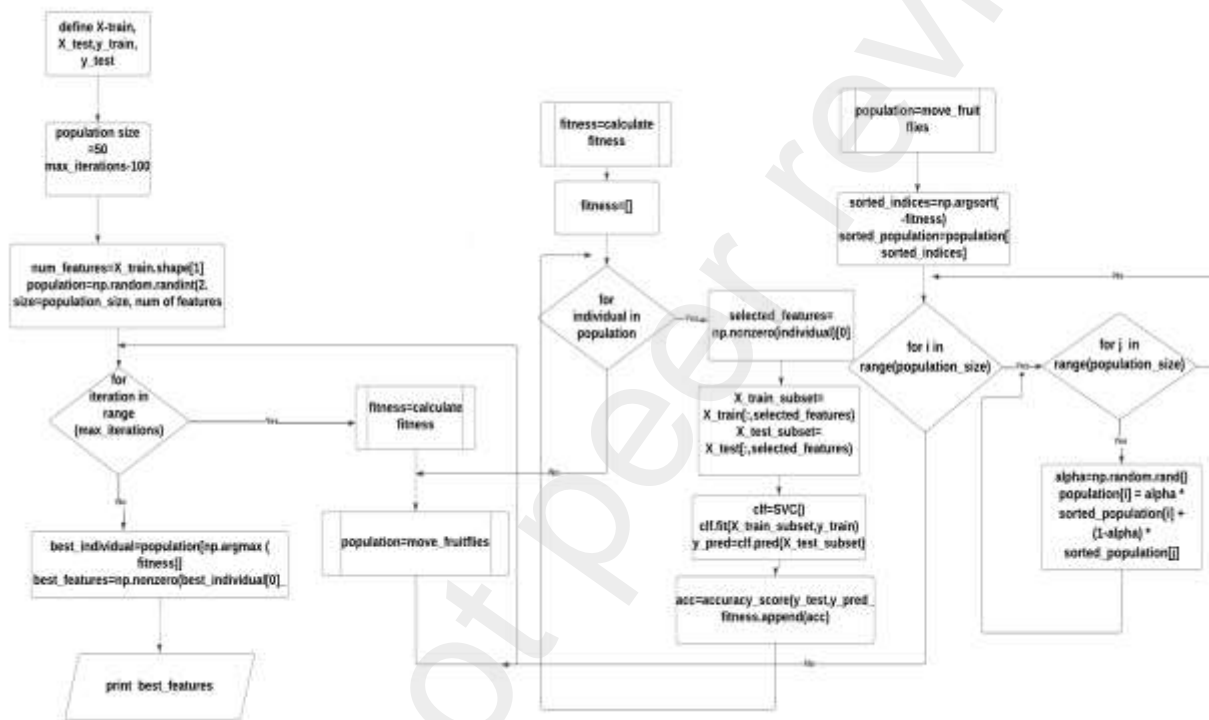 define X-train,
X_test,y_train,
y_test
population size
=50
max_iterations-100
num_features=X_train.shape[1]
population=np.random.randint(2,
size=population_size, num of features
for
iteration in
range
(max_iterations)
Yes
No
best_individual=population[np.argmax (
fitness)]
best_features=np.nonzero(best_individual[0]_
print best_features
fitness=calculate
fitness
population=move_fruitflies
fitness=calculate
fitness
fitness=[]
for
individual in
population
Yes
No
selected_features=
np.nonzero(individual)[0]
X_train_subset=
X_train[:,selected_features)
X_test_subset=
X_test[:,selected_features)
clf=SVC()
clf.fit(X_train_subset,y_train)
y_pred=clf.pred(X_test_subset)
acc=accuracy_score(y_test,y_pred_
fitness.append(acc)
population=move_fruit
flies
sorted_indices=np.argsort(
-fitness)
sorted_population=population[
sorted_indices]
No
for i in
range(population_size)
Yes
for j in
range(population_size)
Yes
alpha=np.random.rand()
population[i] = alpha *
sorted_population[i] +
(1-alpha) *
sorted_population[j]
No
ot peer rev